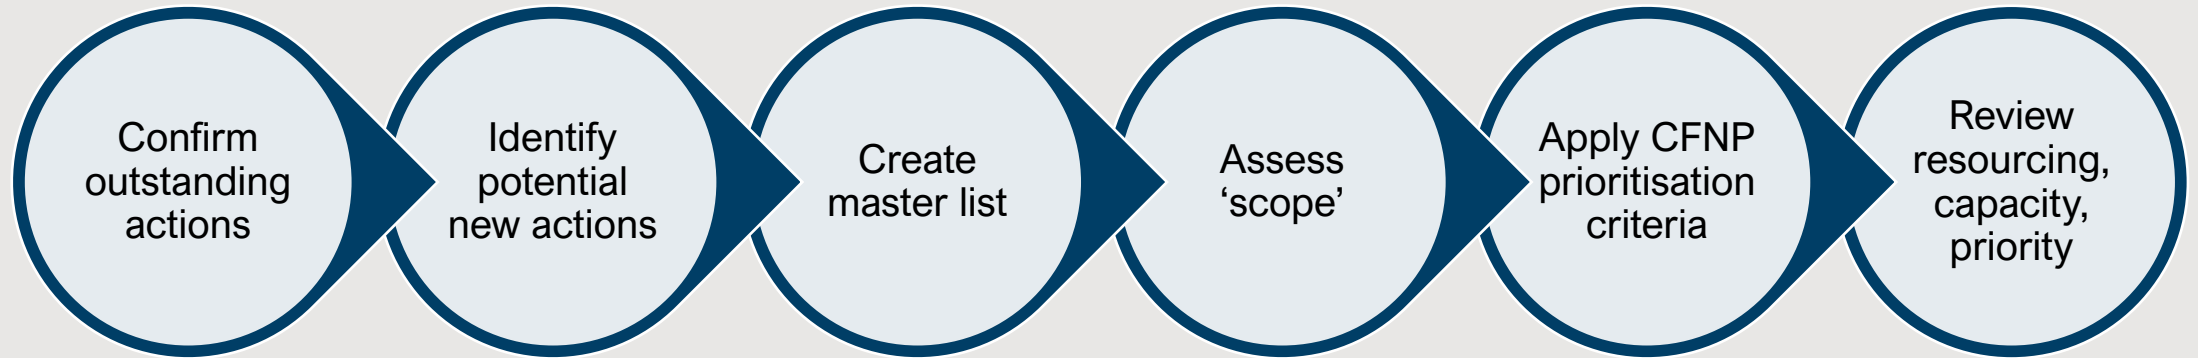 Confirm
outstanding
actions
Identify
potential
new actions
Create
master list
Assess
‘scope’
Apply CFNP
prioritisation
criteria
Review
resourcing,
capacity,
priority